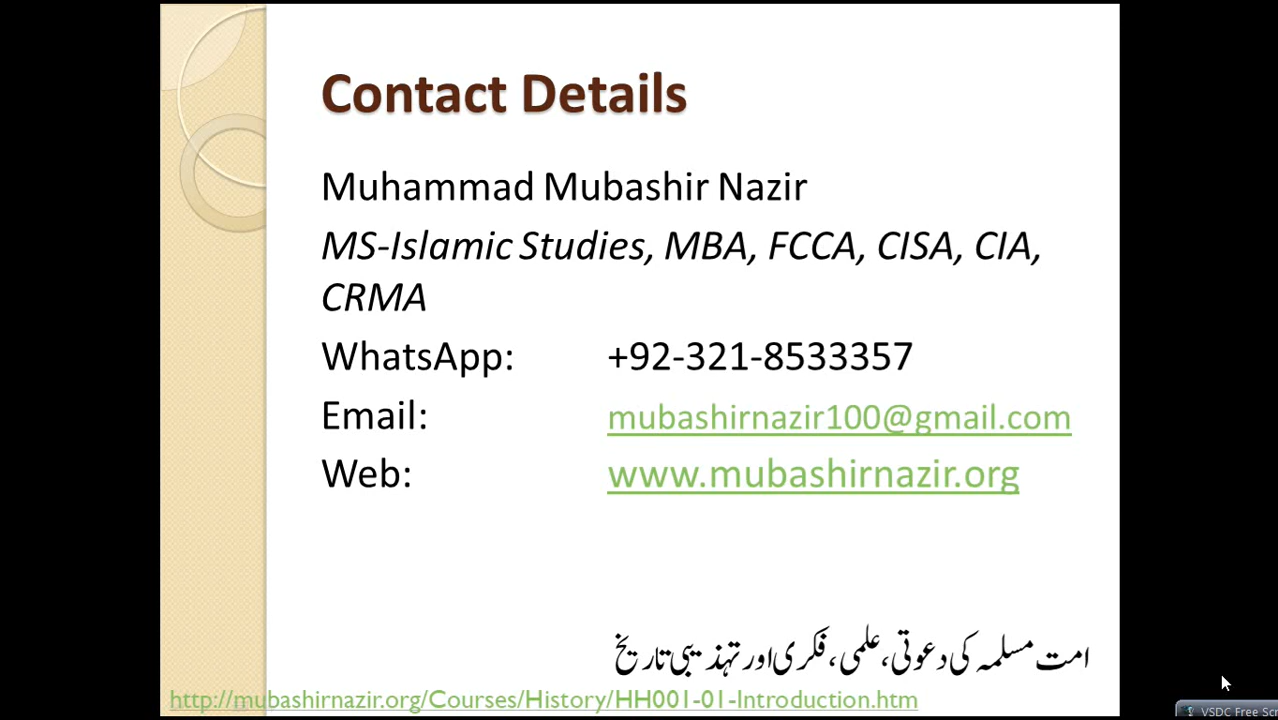 Contact Details
Muhammad Mubashir Nazir
MS-Islamic Studies, MBA, FCCA, CISA, CIA,
CRMA
WhatsApp: +92-321-8533357
Email: mubashirnazir100@gmail.com
Web: www.mubashirnazir.org
امت مسلمہ کی دعوتی، علمی، فکری اور تہذیبی تاریخ
http://mubashirnazir.org/Courses/History/HH001-01-Introduction.htm
VSDC Free Scr